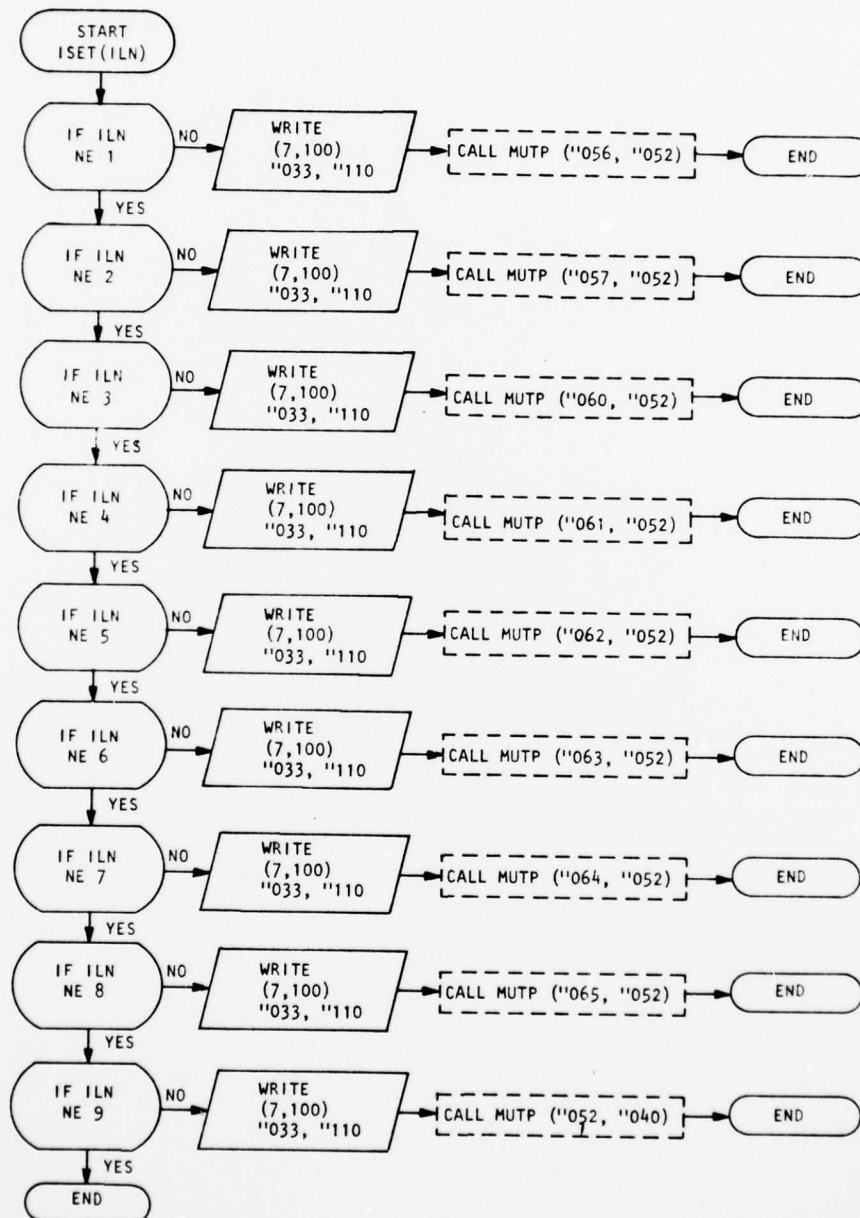 START
ISET(ILN)
IF ILN
NE 1
NO
WRITE
(7,100)
"033, "110
CALL MUTP ("056, "052)
END
YES
IF ILN
NE 2
NO
WRITE
(7,100)
"033, "110
CALL MUTP ("057, "052)
END
YES
IF ILN
NE 3
NO
WRITE
(7,100)
"033, "110
CALL MUTP ("060, "052)
END
YES
IF ILN
NE 4
NO
WRITE
(7,100)
"033, "110
CALL MUTP ("061, "052)
END
YES
IF ILN
NE 5
NO
WRITE
(7,100)
"033, "110
CALL MUTP ("062, "052)
END
YES
IF ILN
NE 6
NO
WRITE
(7,100)
"033, "110
CALL MUTP ("063, "052)
END
YES
IF ILN
NE 7
NO
WRITE
(7,100)
"033, "110
CALL MUTP ("064, "052)
END
YES
IF ILN
NE 8
NO
WRITE
(7,100)
"033, "110
CALL MUTP ("065, "052)
END
YES
IF ILN
NE 9
NO
WRITE
(7,100)
"033, "110
CALL MUTP ("052, "040)
END
YES
END